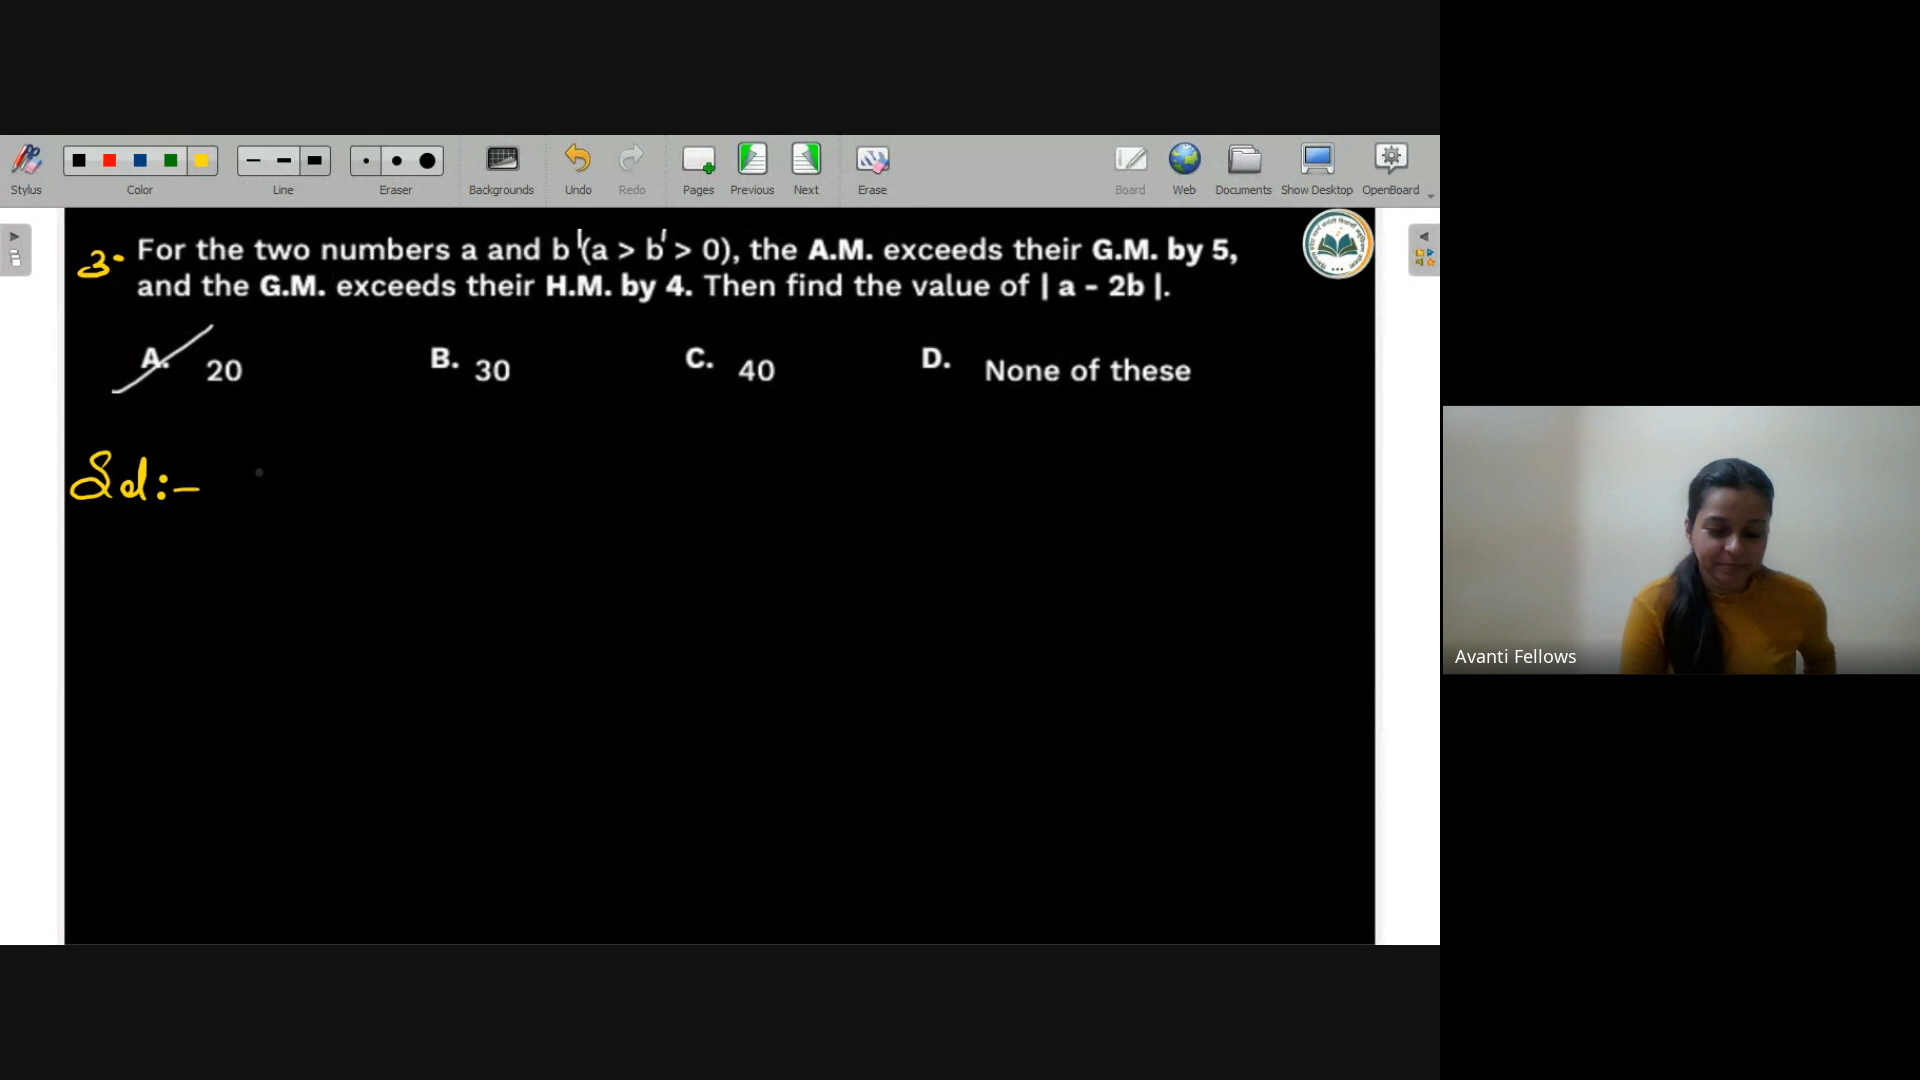 Stylus
Color
Line
Eraser
Backgrounds
Undo
Redo
Pages
Previous
Next
Erase
Board
Web
Documents
Show Desktop
OpenBoard
3. For the two numbers a and b (a > b > 0), the A.M. exceeds their G.M. by 5,
and the G.M. exceeds their H.M. by 4. Then find the value of | a - 2b |.
A. 20 B. 30 C. 40 D. None of these
Sol:-
Avanti Fellows